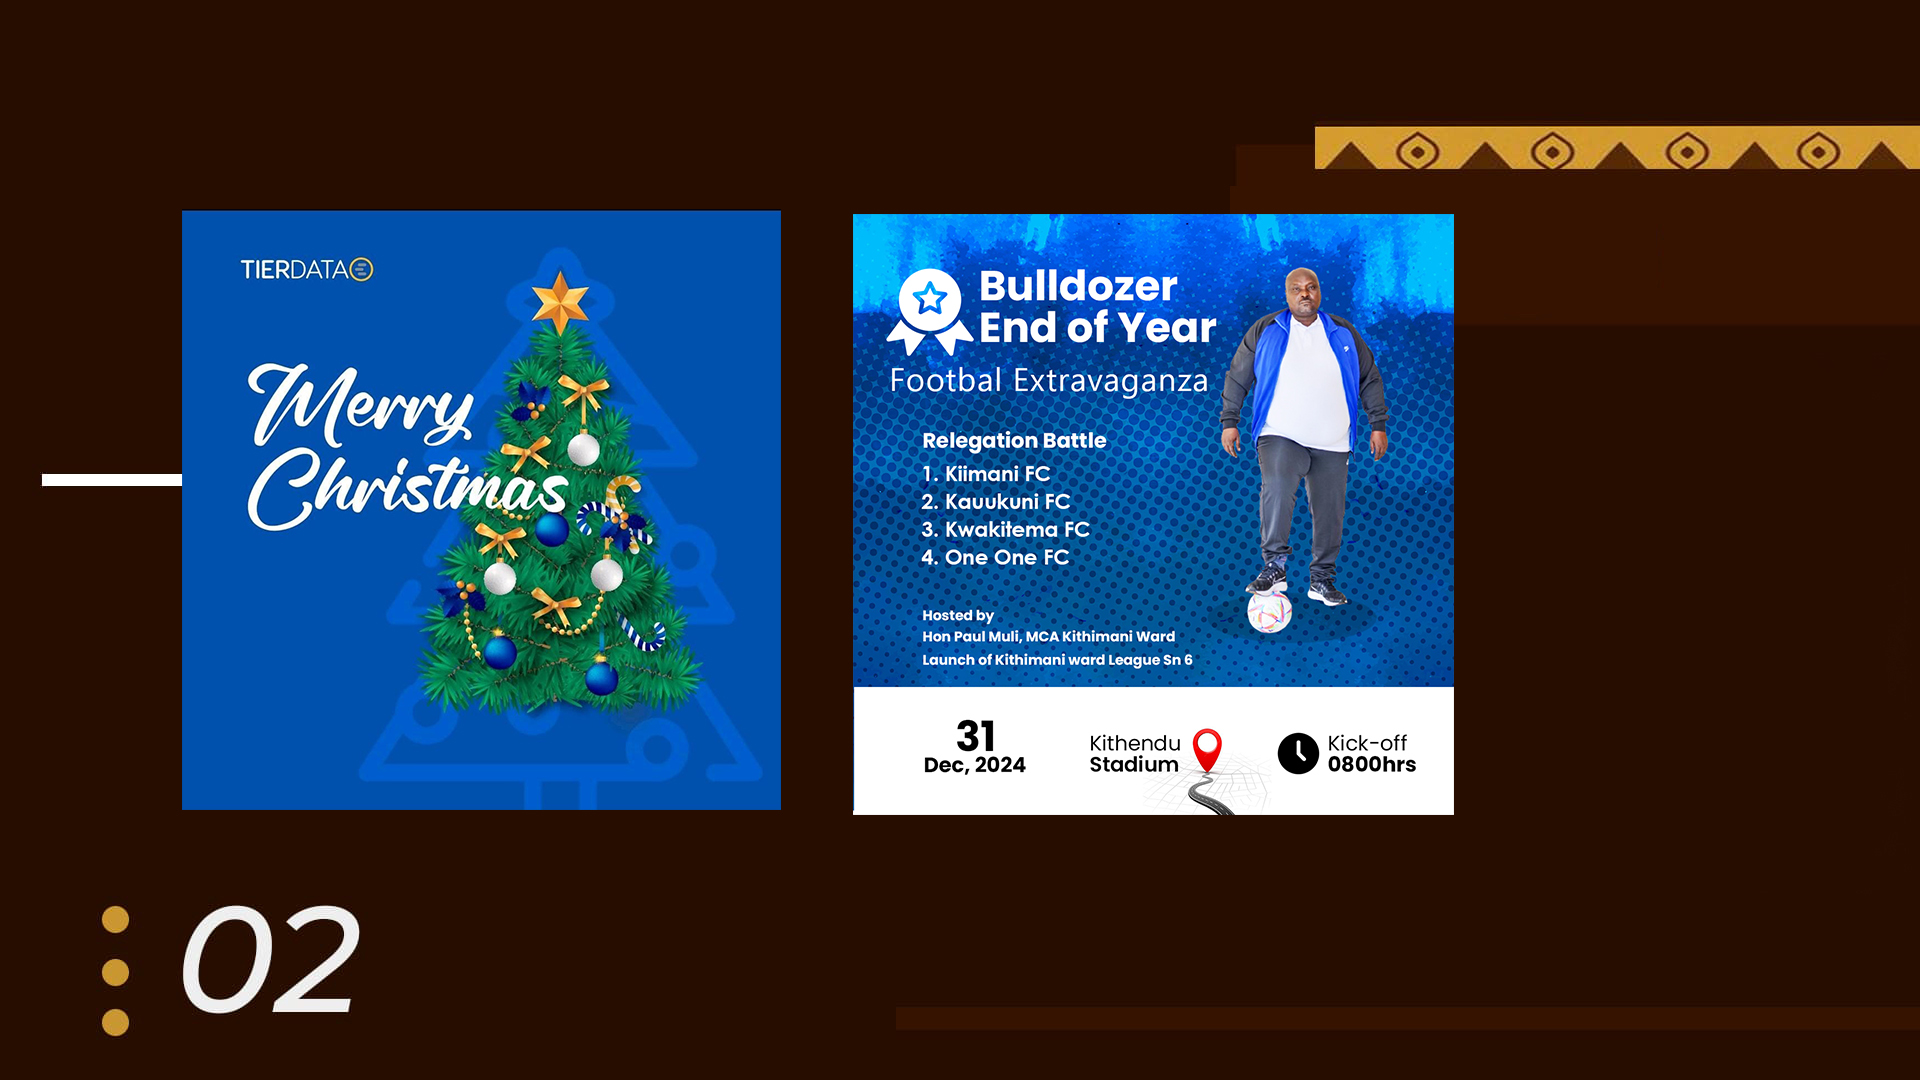 TIERDATA
Merry
Christmas
Bulldozer
End of Year
Footbal Extravaganza
Relegation Battle
1. Kiimani FC
2. Kauukuni FC
3. Kwakitema FC
4. One One FC
Hosted by
Hon Paul Muli, MCA Kithimani Ward
Launch of Kithimani ward League Sn 6
31
Dec, 2024
Kithendu
Stadium
Kick-off
0800hrs
02